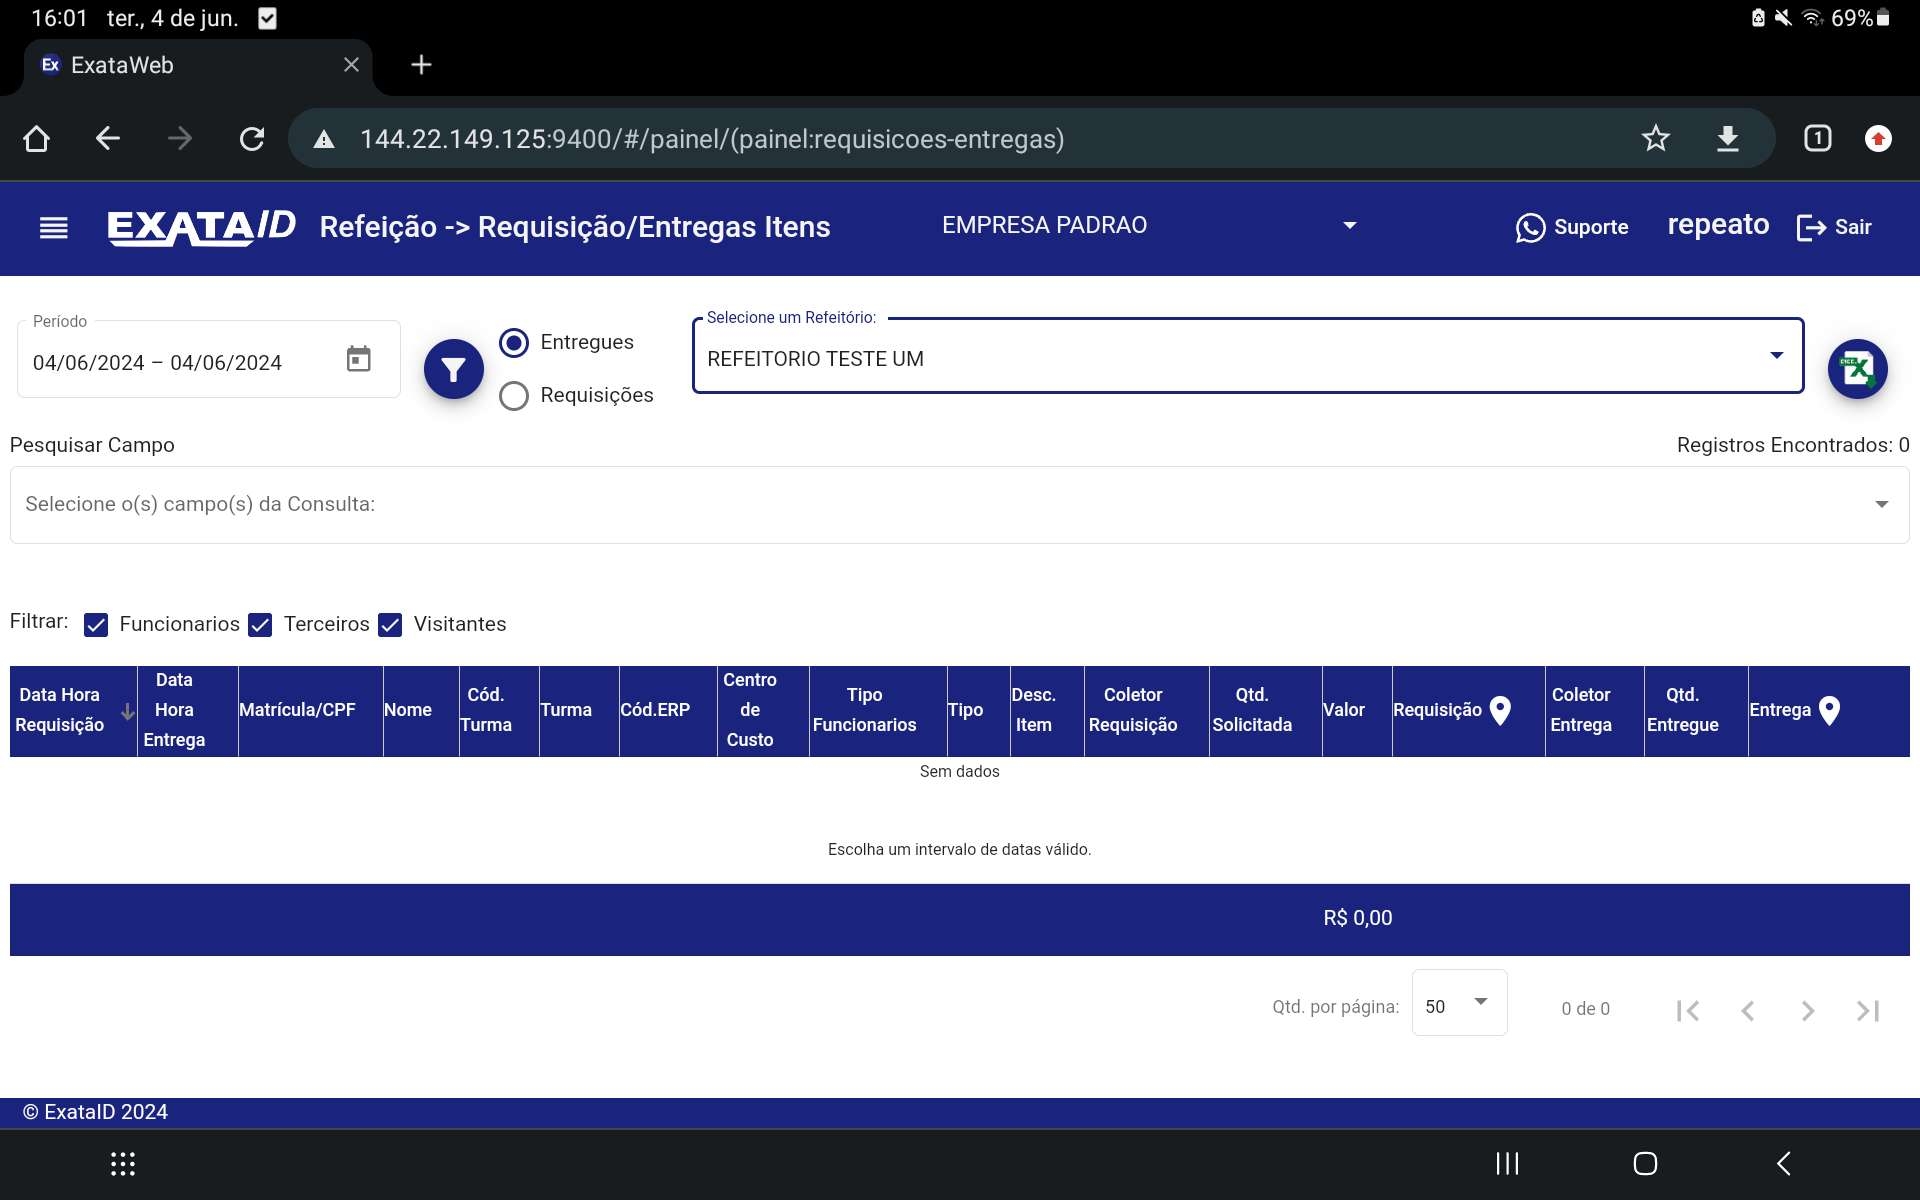 16:01 ter., 4 de jun. 69%
Ex ExataWeb
144.22.149.125:9400/#/painel/(painel:requisicoes-entregas) 1
EXATAID Refeição -> Requisição/Entregas Itens EMPRESA PADRAO Suporte repeato Sair
Período
04/06/2024 – 04/06/2024
Entregues
Requisições
Selecione um Refeitório:
REFEITORIO TESTE UM
Pesquisar Campo Registros Encontrados: 0
Selecione o(s) campo(s) da Consulta:
Filtrar: Funcionarios Terceiros Visitantes
Data Hora
Requisição
Data
Hora
Entrega
Matrícula/CPF
Nome
Cód.
Turma
Turma
Cód.ERP
Centro
de
Custo
Tipo
Funcionarios
Tipo
Desc.
Item
Coletor
Requisição
Qtd.
Solicitada
Valor
Requisição
Coletor
Entrega
Qtd.
Entregue
Entrega
Sem dados
Escolha um intervalo de datas válido.
R$ 0,00
Qtd. por página: 50 0 de 0
© ExataID 2024